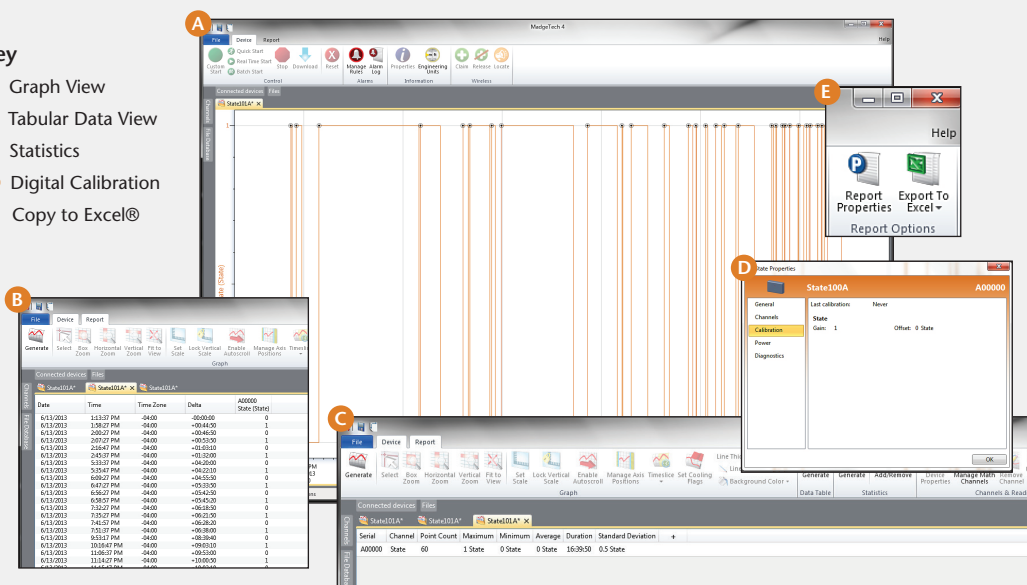 ey
Graph View
Tabular Data View
Statistics
Digital Calibration
Copy to Excel®
A
MadgeTech 4
File Device Report
Help
Custom Start
Quick Start
Real Time Start
Batch Start
Stop Download Reset
Manage Rules Alarm Log
Properties Engineering Units
Claim Release Locate
Control Alarms Information Wireless
Connected devices Files
State101A*
Channels
File Database
1
(State)
E
Help
Report Properties Export To Excel
Report Options
D
State Properties
State100A A00000
General
Channels
Calibration
Power
Diagnostics
Last calibration: Never
State
Gain: 1 Offset: 0 State
OK
B
File Device Report
Generate Select Box Zoom Horizontal Zoom Vertical Zoom Fit to View Set Scale Lock Vertical Scale Enable Autoscroll Manage Axis Positions
Graph
Connected devices Files
State101A* State101A* State101A*
Channels
File Database
Date Time Time Zone Delta A00000 State (State)
6/13/2013 1:13:37 PM -04:00 -00:00:00 0
6/13/2013 1:58:27 PM -04:00 +00:44:50 1
6/13/2013 2:00:27 PM -04:00 +00:46:50 0
6/13/2013 2:07:27 PM -04:00 +00:53:50 1
6/13/2013 2:16:47 PM -04:00 +01:03:10 0
6/13/2013 2:45:37 PM -04:00 +01:32:00 1
6/13/2013 5:33:37 PM -04:00 +04:20:00 0
6/13/2013 5:35:47 PM -04:00 +04:22:10 1
6/13/2013 6:09:27 PM -04:00 +04:55:50 0
6/13/2013 6:47:27 PM -04:00 +05:33:50 1
6/13/2013 6:56:27 PM -04:00 +05:42:50 0
6/13/2013 6:58:57 PM -04:00 +05:45:20 1
6/13/2013 7:32:27 PM -04:00 +06:18:50 0
6/13/2013 7:35:27 PM -04:00 +06:21:50 1
6/13/2013 7:41:57 PM -04:00 +06:28:20 0
6/13/2013 7:51:37 PM -04:00 +06:38:00 1
6/13/2013 9:53:17 PM -04:00 +08:39:40 0
6/13/2013 10:16:47 PM -04:00 +09:03:10 1
6/13/2013 11:06:37 PM -04:00 +09:53:00 0
6/13/2013 11:14:27 PM -04:00 +10:00:50 1
C
File Device Report
Generate Select Box Zoom Horizontal Zoom Vertical Zoom Fit to View Set Scale Lock Vertical Scale Enable Autoscroll Manage Axis Positions Timeslice Set Cooling Flags
Background Color
Generate Generate Add/Remove Device Properties Manage Math Channels Remove Channel
Graph Data Table Statistics
Connected devices Files
State101A* State101A* State101A*
Channels
File Database
Serial Channel Point Count Maximum Minimum Average Duration Standard Deviation +
A00000 State 60 1 State 0 State 0 State 16:39:50 0.5 State